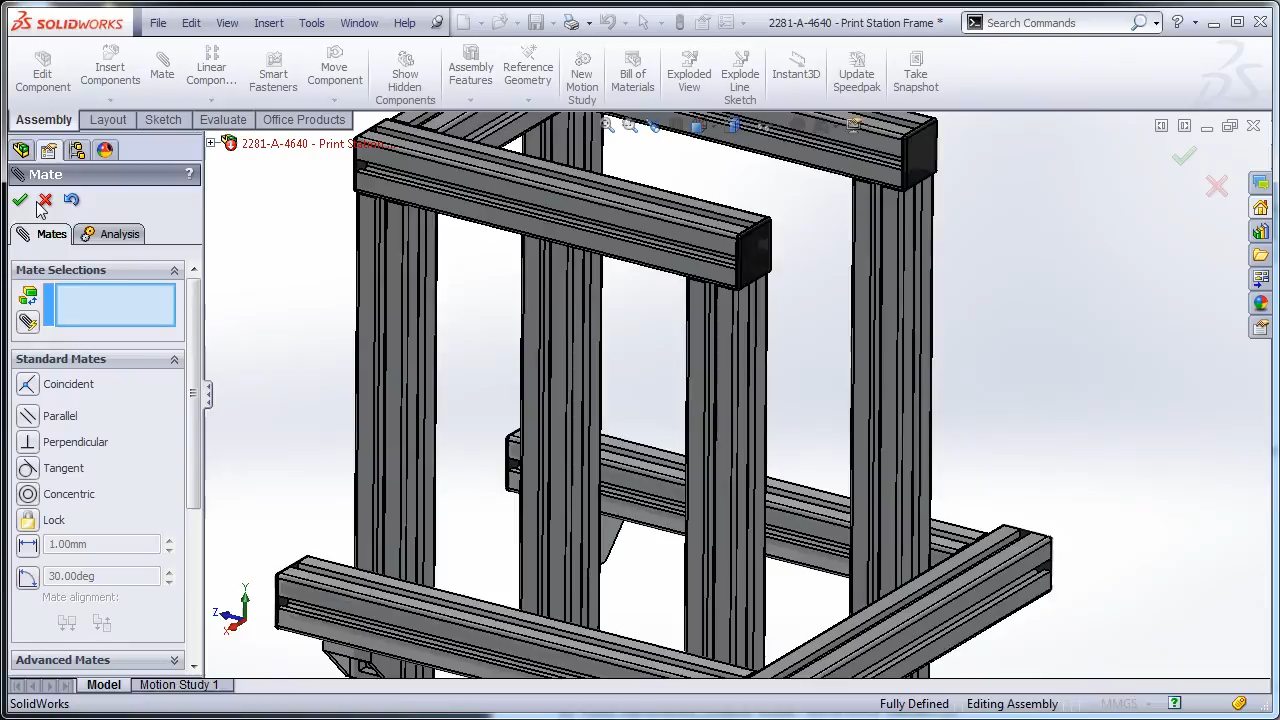 SOLIDWORKS File Edit View Insert Tools Window Help 2281-A-4640 - Print Station Frame * Search Commands ?
Edit Component
Insert Components
Mate
Linear Compon...
Smart Fasteners
Move Component
Show Hidden Components
Assembly Features
Reference Geometry
New Motion Study
Bill of Materials
Exploded View
Explode Line Sketch
Instant3D
Update Speedpak
Take Snapshot
Assembly Layout Sketch Evaluate Office Products
2281-A-4640 - Print Station
Mate ?
Mates Analysis
Mate Selections
Standard Mates
Coincident
Parallel
Perpendicular
Tangent
Concentric
Lock
1.00mm
30.00deg
Mate alignment:
Advanced Mates
Y
Z
X
Model Motion Study 1
SolidWorks Fully Defined Editing Assembly MMGS ?